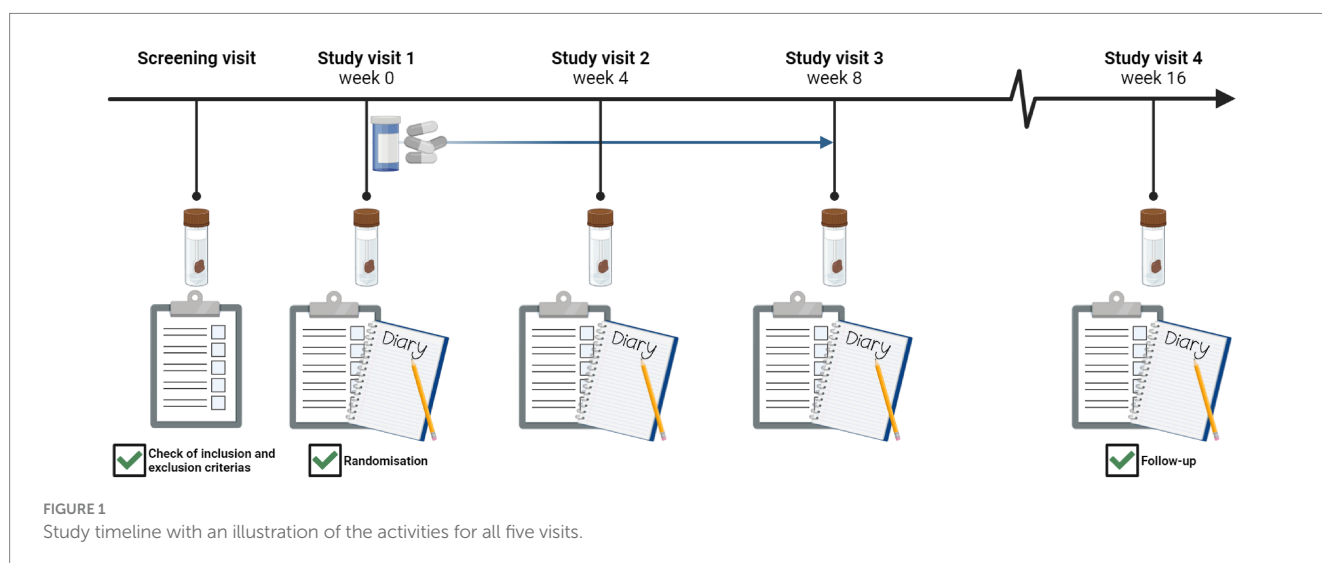 Screening visit
Study visit 1
week 0
Study visit 2
week 4
Study visit 3
week 8
Study visit 4
week 16
Diary
Diary
Diary
Diary
Check of inclusion and
exclusion criterias
Randomisation
Follow-up
FIGURE 1
Study timeline with an illustration of the activities for all five visits.